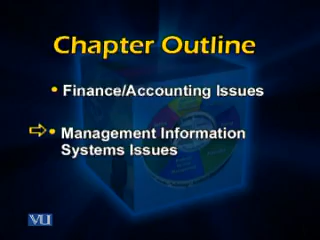 Chapter Outline
• Finance/Accounting Issues
• Management Information
Systems Issues
VU